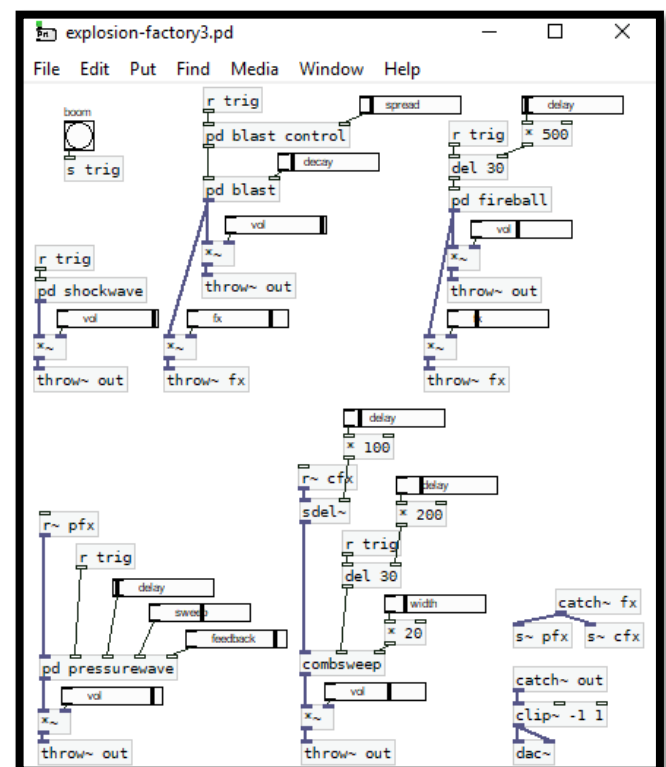 explosion-factory3.pd
File Edit Put Find Media Window Help
boom
s trig
r trig
spread
pd blast control
decay
pd blast
vol
*~
throw~ out
fx
*~
throw~ fx
delay
r trig
* 500
del 30
pd fireball
vol
*~
throw~ out
*~
throw~ fx
r trig
pd shockwave
vol
*~
throw~ out
delay
* 100
r~ cfx
delay
sdel~
* 200
r trig
del 30
width
* 20
combsweep
vol
*~
throw~ out
r~ pfx
r trig
delay
sweep
feedback
pd pressurewave
vol
*~
throw~ out
catch~ fx
s~ pfx s~ cfx
catch~ out
clip~ -1 1
dac~